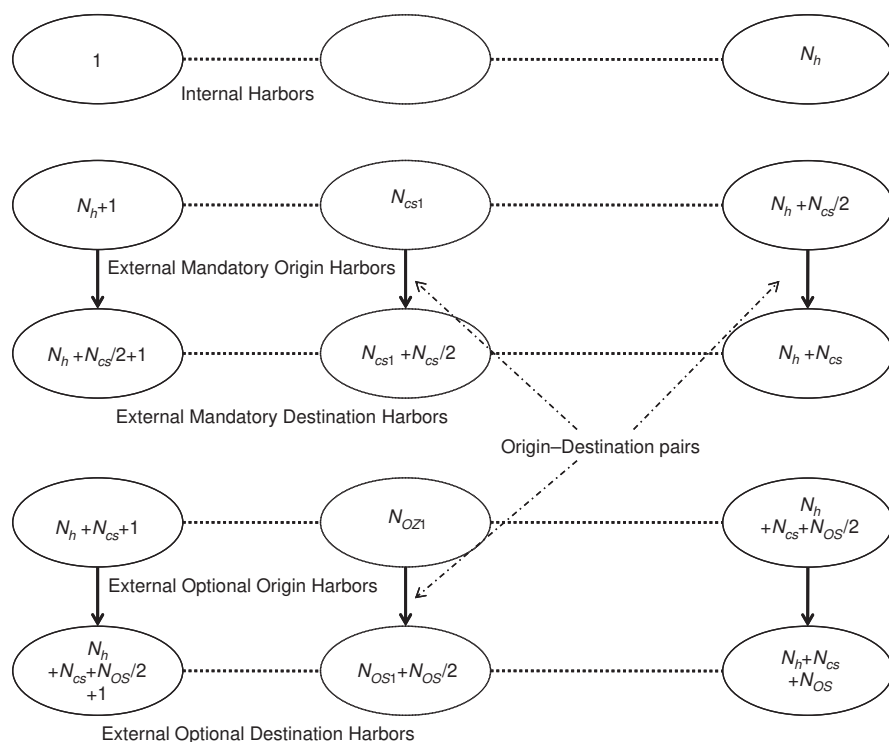 1
N_h
Internal Harbors
N_h+1
N_cs1
N_h +N_cs/2
External Mandatory Origin Harbors
N_h +N_cs/2+1
N_cs1 +N_cs/2
N_h +N_cs
External Mandatory Destination Harbors
Origin–Destination pairs
N_h +N_cs+1
N_OZ1
N_h
+N_cs+N_OS/2
External Optional Origin Harbors
N_h
+N_cs+N_OS/2
+1
N_OS1+N_OS/2
N_h+N_cs
+N_OS
External Optional Destination Harbors